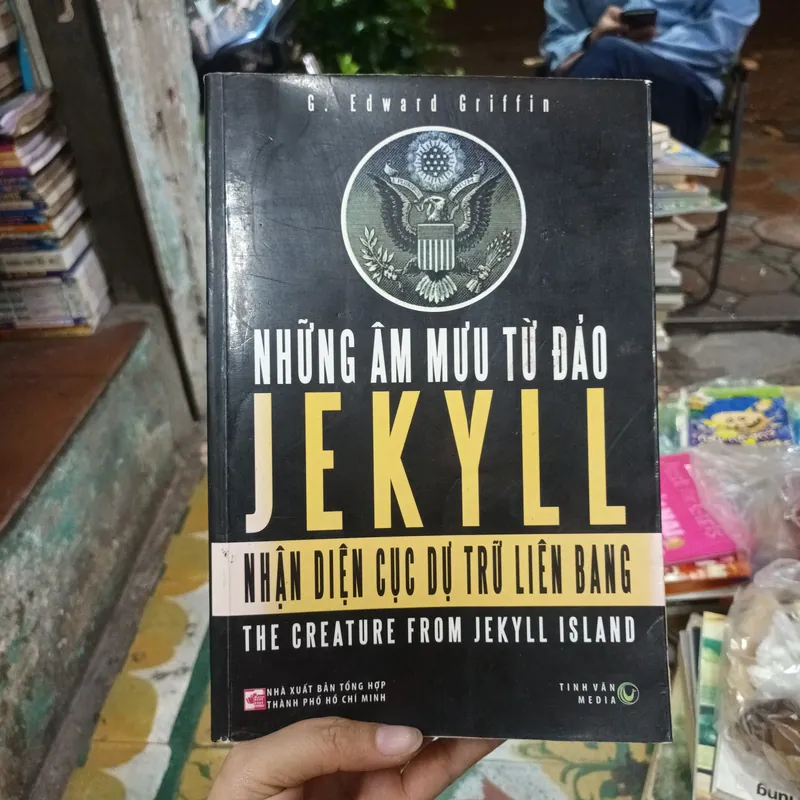 G. Edward Griffin
NHỮNG ÂM MƯU TỪ ĐẢO
JEKYLL
NHẬN DIỆN CỤC DỰ TRỮ LIÊN BANG
THE CREATURE FROM JEKYLL ISLAND
NHÀ XUẤT BẢN TỔNG HỢP
THÀNH PHỐ HỒ CHÍ MINH
TINH VĂN
MEDIA